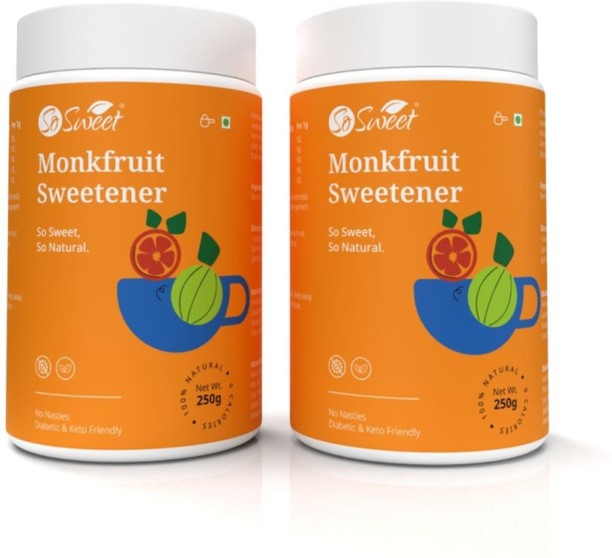 So Sweet®
Monkfruit
Sweetener
So Sweet,
So Natural.
100% NATURAL • 0 CALORIES •
Net Wt.
250g
No Nasties
Diabetic & Keto Friendly
So Sweet®
Monkfruit
Sweetener
So Sweet,
So Natural.
100% NATURAL • 0 CALORIES •
Net Wt.
250g
No Nasties
Diabetic & Keto Friendly